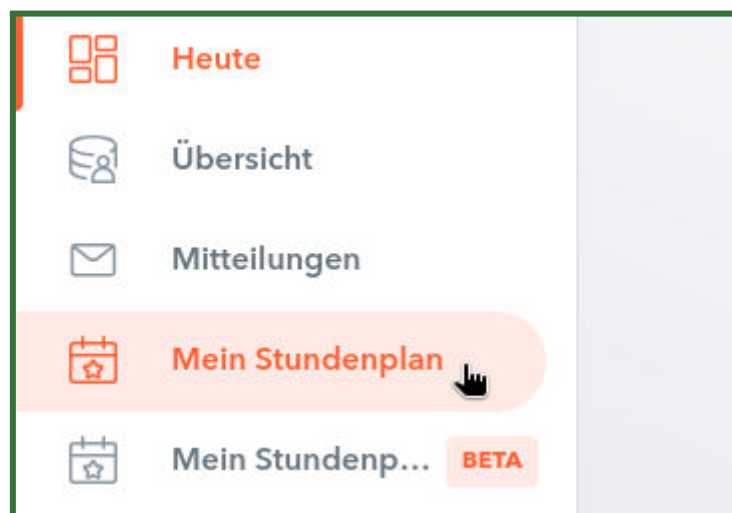 Heute
Übersicht
Mitteilungen
Mein Stundenplan
Mein Stundenp... BETA